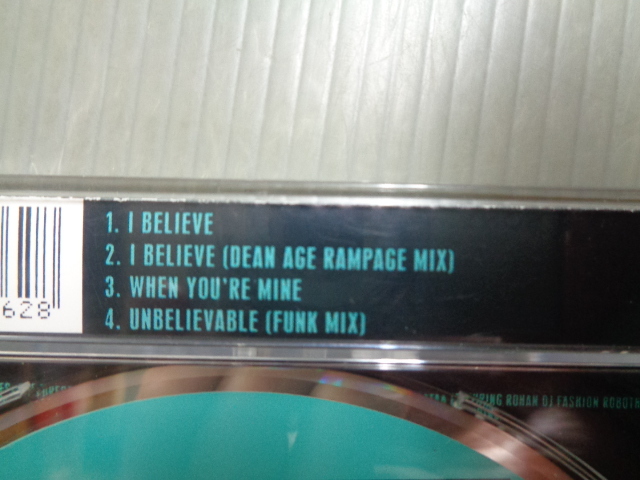 1. I BELIEVE
2. I BELIEVE (DEAN AGE RAMPAGE MIX)
3. WHEN YOU'RE MINE
4. UNBELIEVABLE (FUNK MIX)
628
ROHAN DJ FASHION